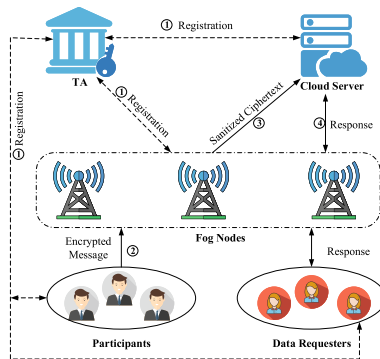 ① Registration
TA
Cloud Server
① Registration
① Registration
Sanitized Ciphertext
③
④
Response
Fog Nodes
Encrypted
Message
②
Response
Participants
Data Requesters